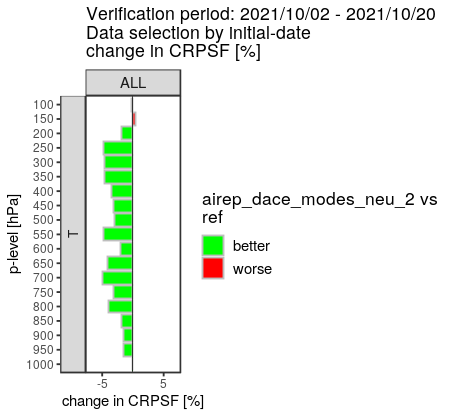 Verification period: 2021/10/02 - 2021/10/20
Data selection by initial-date
change in CRPSF [%]
ALL
100
150
200
250
300
350
400
450
500
550
600
650
700
750
800
850
900
950
1000
p-level [hPa]
T
-5 5
change in CRPSF [%]
airep_dace_modes_neu_2 vs
ref
better
worse